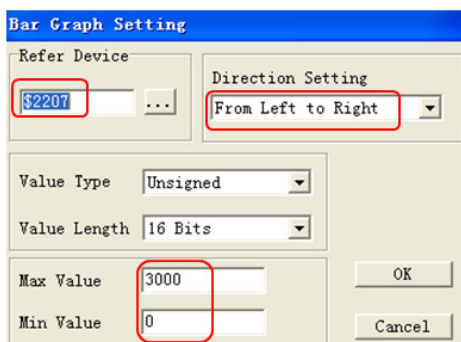 Bar Graph Setting
Refer Device
$2207
...
Direction Setting
From Left to Right
Value Type
Unsigned
Value Length
16 Bits
Max Value
3000
OK
Min Value
0
Cancel